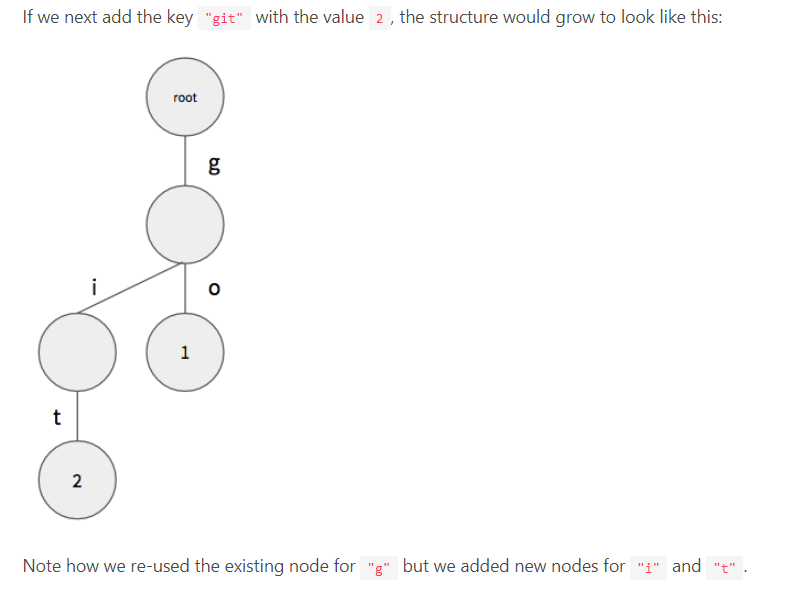 If we next add the key "git" with the value 2 , the structure would grow to look like this:
root
g
i
o
1
t
2
Note how we re-used the existing node for "g" but we added new nodes for "i" and "t" .